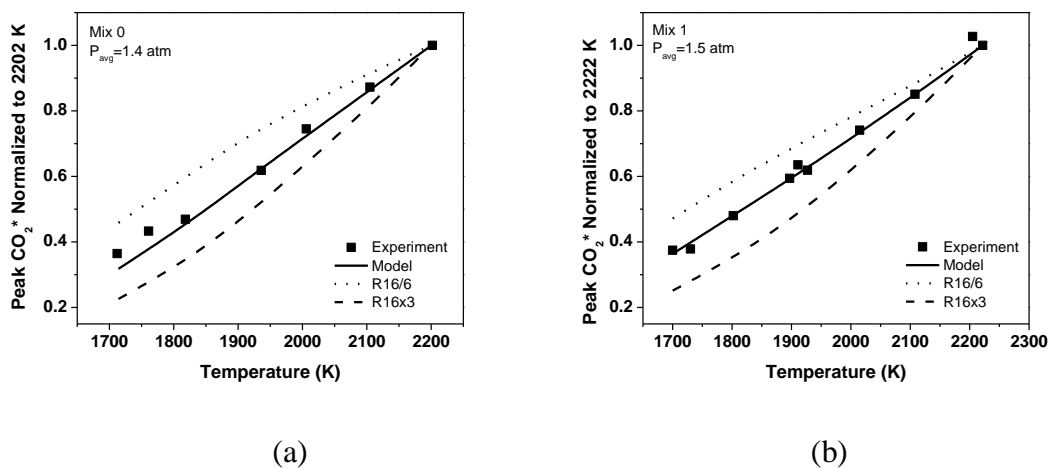 Mix 0
P_avg=1.4 atm
Peak CO2* Normalized to 2202 K
1.0
0.8
0.6
0.4
0.2
1700 1800 1900 2000 2100 2200
Temperature (K)
Experiment
Model
R16/6
R16x3
(a)
Mix 1
P_avg=1.5 atm
Peak CO2* Normalized to 2222 K
1.0
0.8
0.6
0.4
0.2
1700 1800 1900 2000 2100 2200 2300
Temperature (K)
Experiment
Model
R16/6
R16x3
(b)